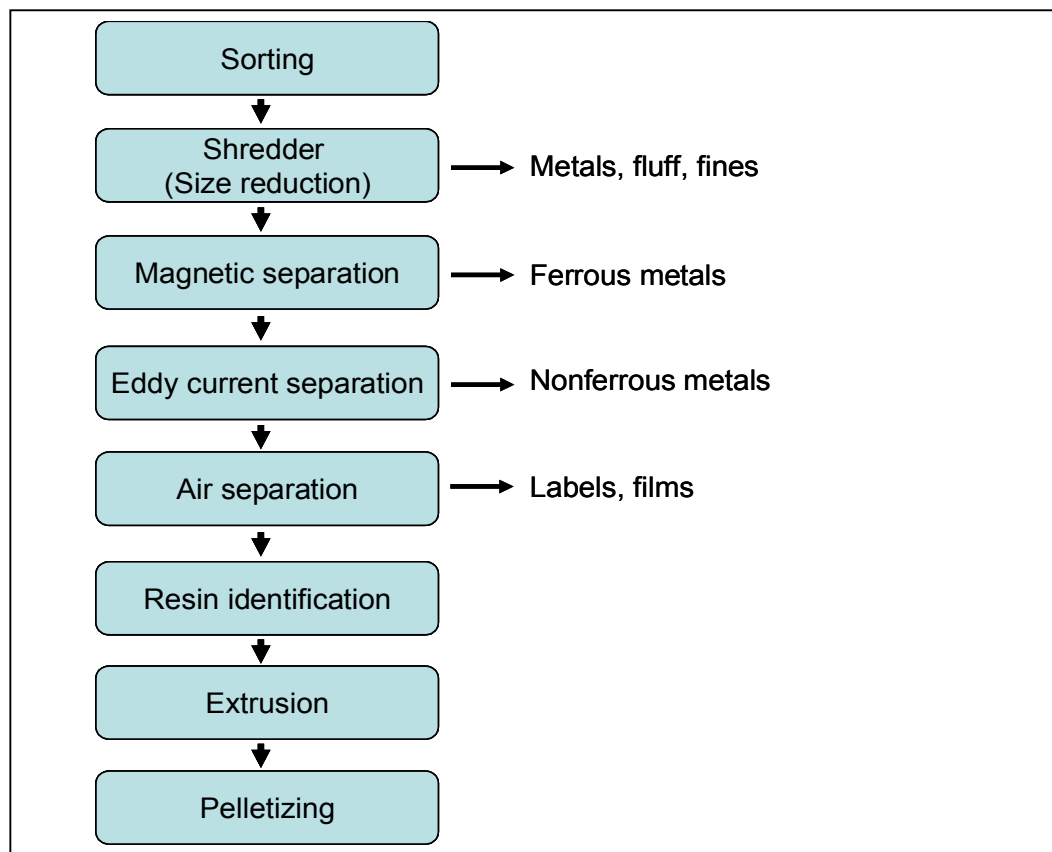 Sorting
Shredder
(Size reduction)
Metals, fluff, fines
Magnetic separation
Ferrous metals
Eddy current separation
Nonferrous metals
Air separation
Labels, films
Resin identification
Extrusion
Pelletizing